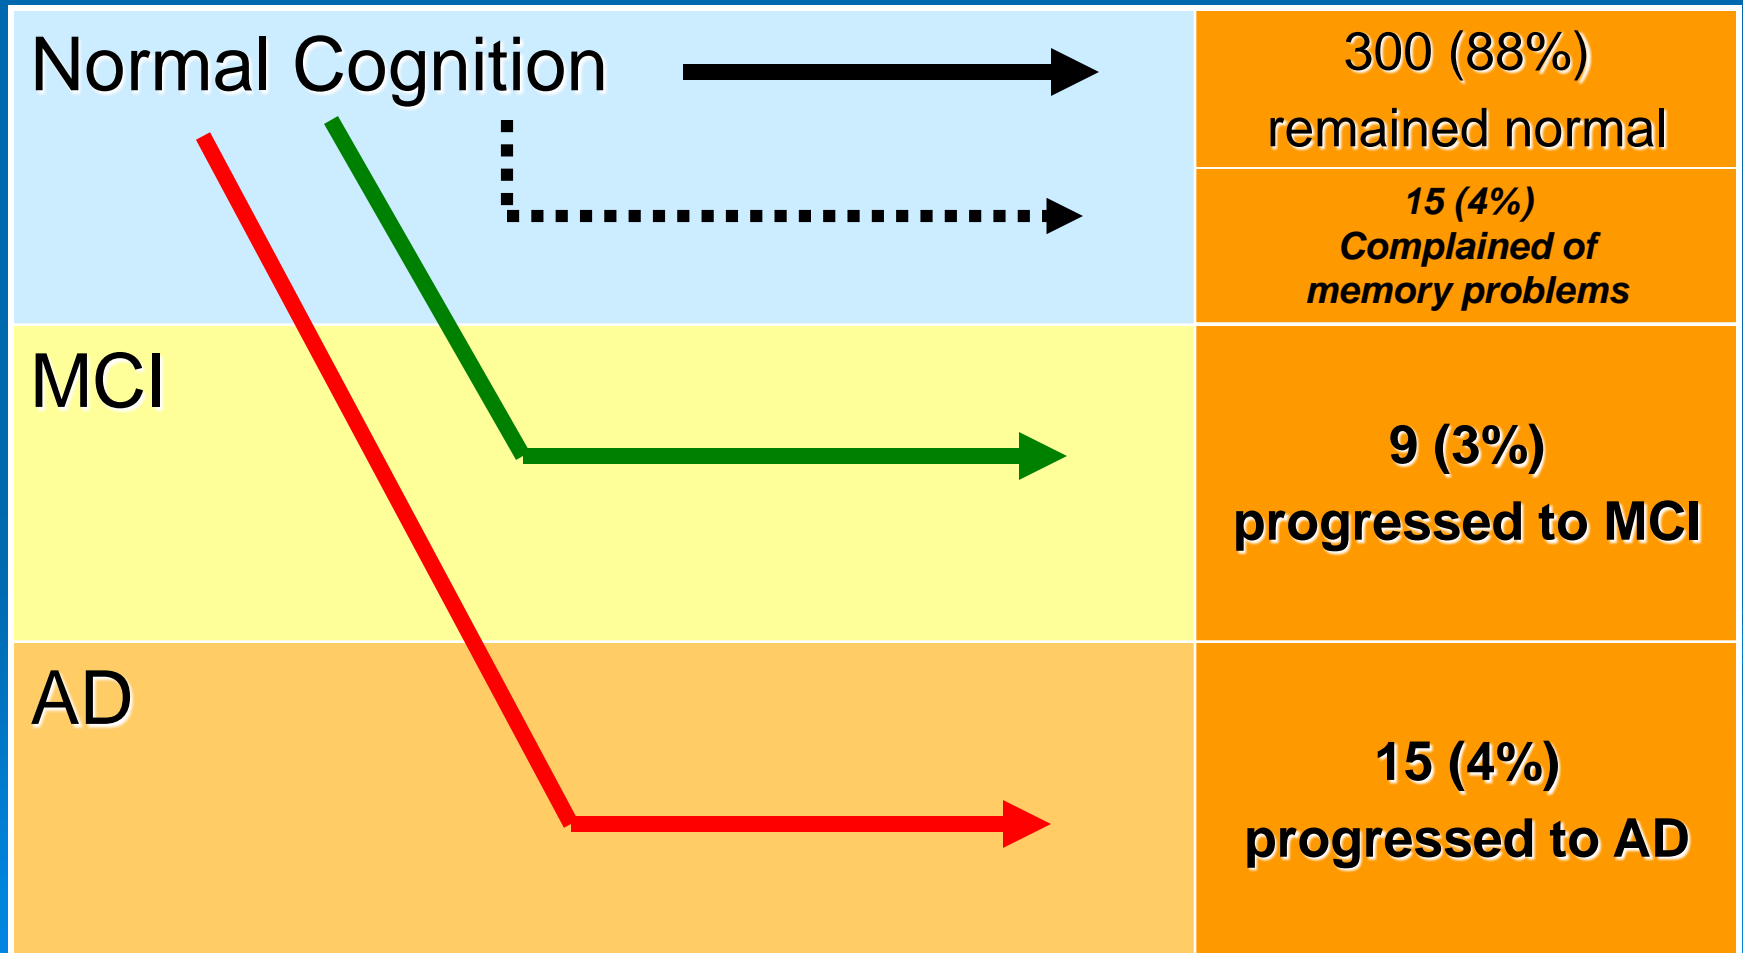 Normal Cognition
300 (88%)
remained normal
15 (4%)
Complained of
memory problems
MCI
9 (3%)
progressed to MCI
AD
15 (4%)
progressed to AD